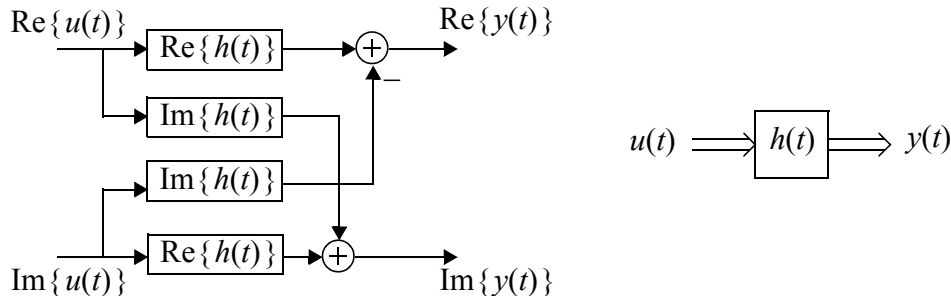 Re{u(t)}
Re{h(t)}
+
Re{y(t)}
–
Im{h(t)}
Im{h(t)}
Im{u(t)}
Re{h(t)}
+
Im{y(t)}
u(t)
h(t)
y(t)